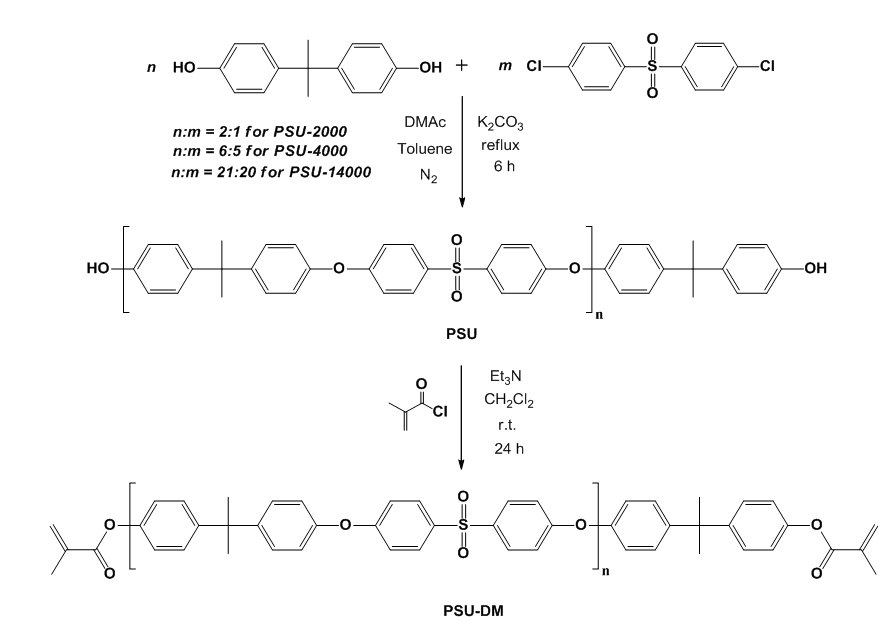 n HO OH + m Cl S O O Cl
n:m = 2:1 for PSU-2000
n:m = 6:5 for PSU-4000
n:m = 21:20 for PSU-14000
DMAc K₂CO₃
Toluene reflux
N₂ 6 h
HO O S O O O n OH
PSU
O Cl
Et₃N
CH₂Cl₂
r.t.
24 h
O O O S O O O n O O
PSU-DM